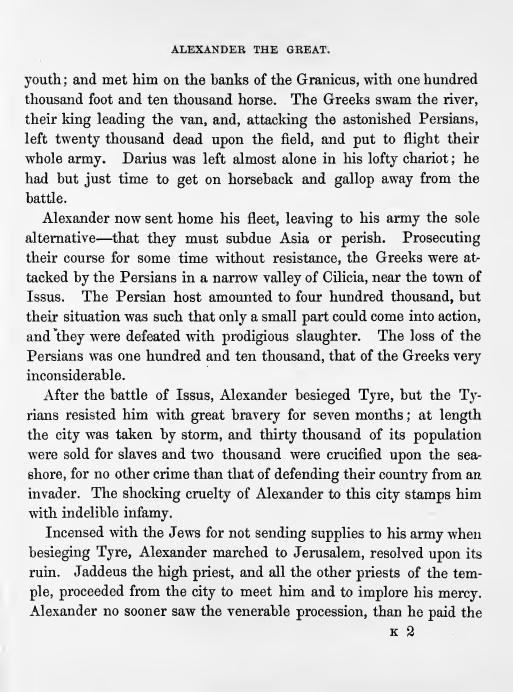 ALEXANDER THE GREAT.
youth; and met him on the banks of the Granicus, with one hundred
thousand foot and ten thousand horse. The Greeks swam the river,
their king leading the van, and, attacking the astonished Persians,
left twenty thousand dead upon the field, and put to flight their
whole army. Darius was left almost alone in his lofty chariot; he
had but just time to get on horseback and gallop away from the
battle.
Alexander now sent home his fleet, leaving to his army the sole
alternative—that they must subdue Asia or perish. Prosecuting
their course for some time without resistance, the Greeks were at-
tacked by the Persians in a narrow valley of Cilicia, near the town of
Issus. The Persian host amounted to four hundred thousand, but
their situation was such that only a small part could come into action,
and they were defeated with prodigious slaughter. The loss of the
Persians was one hundred and ten thousand, that of the Greeks very
inconsiderable.
After the battle of Issus, Alexander besieged Tyre, but the Ty-
rians resisted him with great bravery for seven months; at length
the city was taken by storm, and thirty thousand of its population
were sold for slaves and two thousand were crucified upon the sea-
shore, for no other crime than that of defending their country from an
invader. The shocking cruelty of Alexander to this city stamps him
with indelible infamy.
Incensed with the Jews for not sending supplies to his army when
besieging Tyre, Alexander marched to Jerusalem, resolved upon its
ruin. Jaddeus the high priest, and all the other priests of the tem-
ple, proceeded from the city to meet him and to implore his mercy.
Alexander no sooner saw the venerable procession, than he paid the
K 2